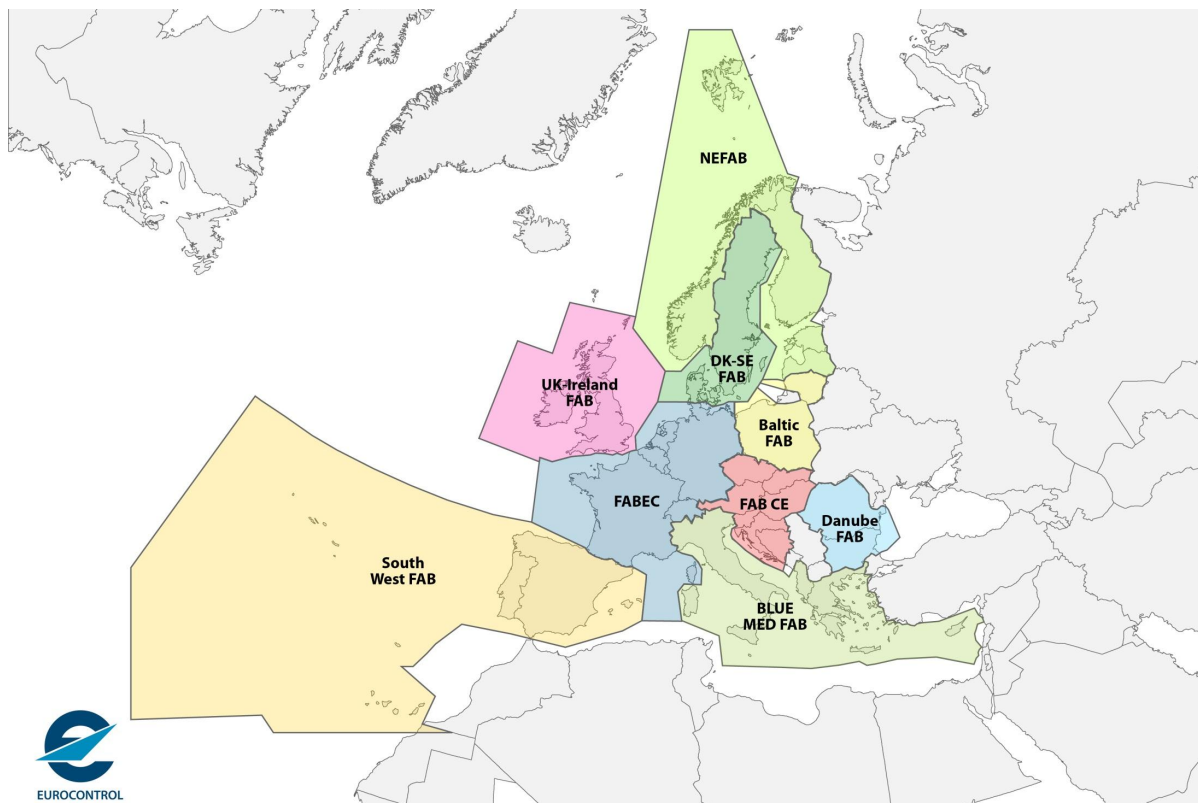 NEFAB
DK-SE
FAB
UK-Ireland
FAB
Baltic
FAB
FABEC
FAB CE
Danube
FAB
South
West FAB
BLUE
MED FAB
EUROCONTROL